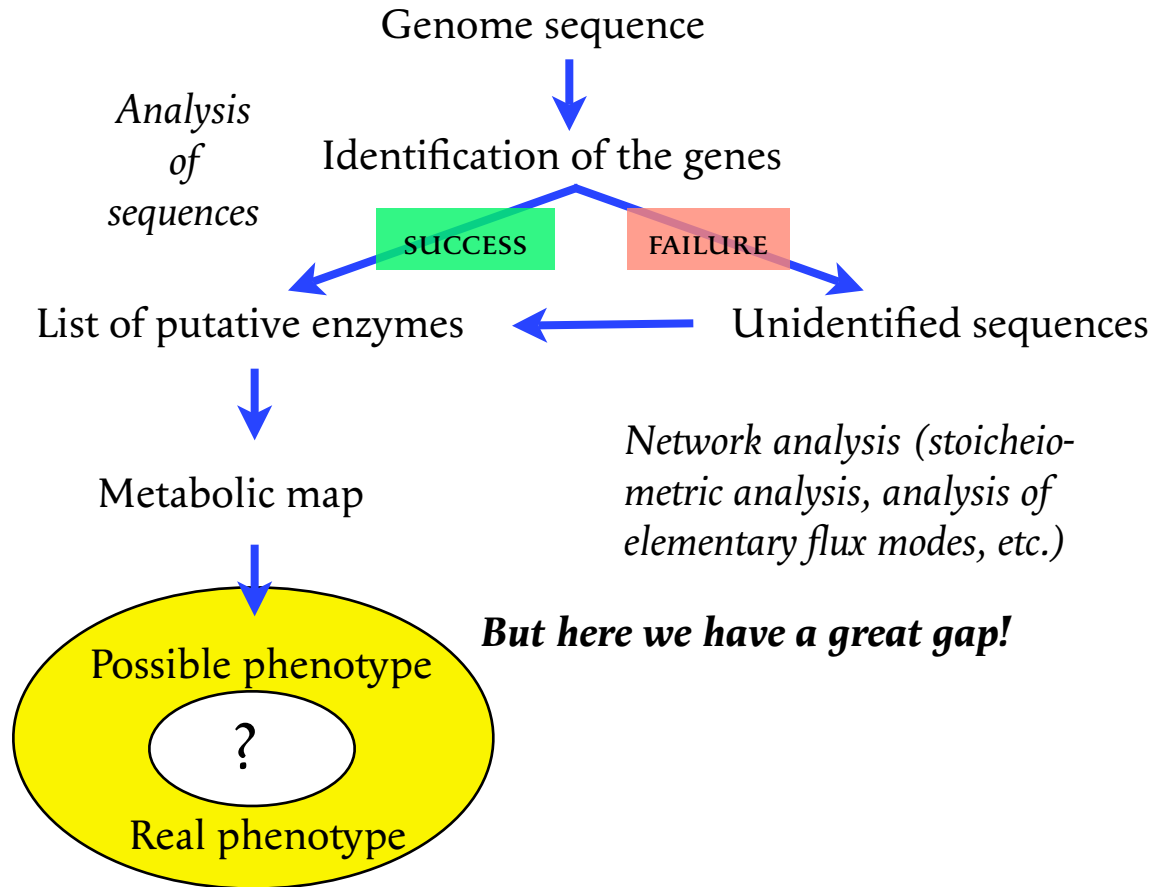 Genome sequence
Analysis
of
sequences
Identification of the genes
SUCCESS
FAILURE
List of putative enzymes
Unidentified sequences
Network analysis (stoicheio-
metric analysis, analysis of
elementary flux modes, etc.)
Metabolic map
But here we have a great gap!
Possible phenotype
?
Real phenotype